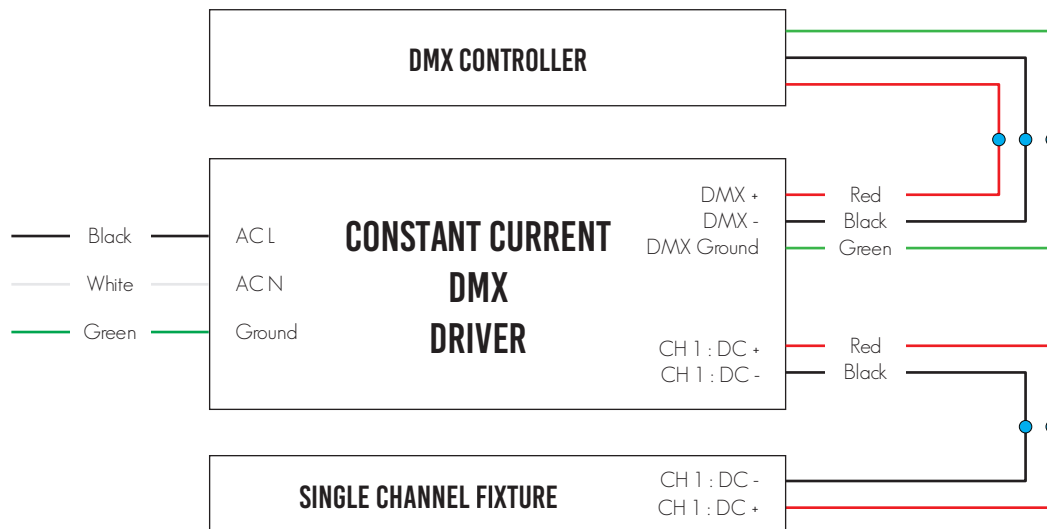 DMX CONTROLLER
DMX +
Red
DMX -
Black
DMX Ground
Green
Black
AC L
White
AC N
Green
Ground
CONSTANT CURRENT
DMX
DRIVER
CH 1 : DC +
Red
CH 1 : DC -
Black
SINGLE CHANNEL FIXTURE
CH 1 : DC -
CH 1 : DC +